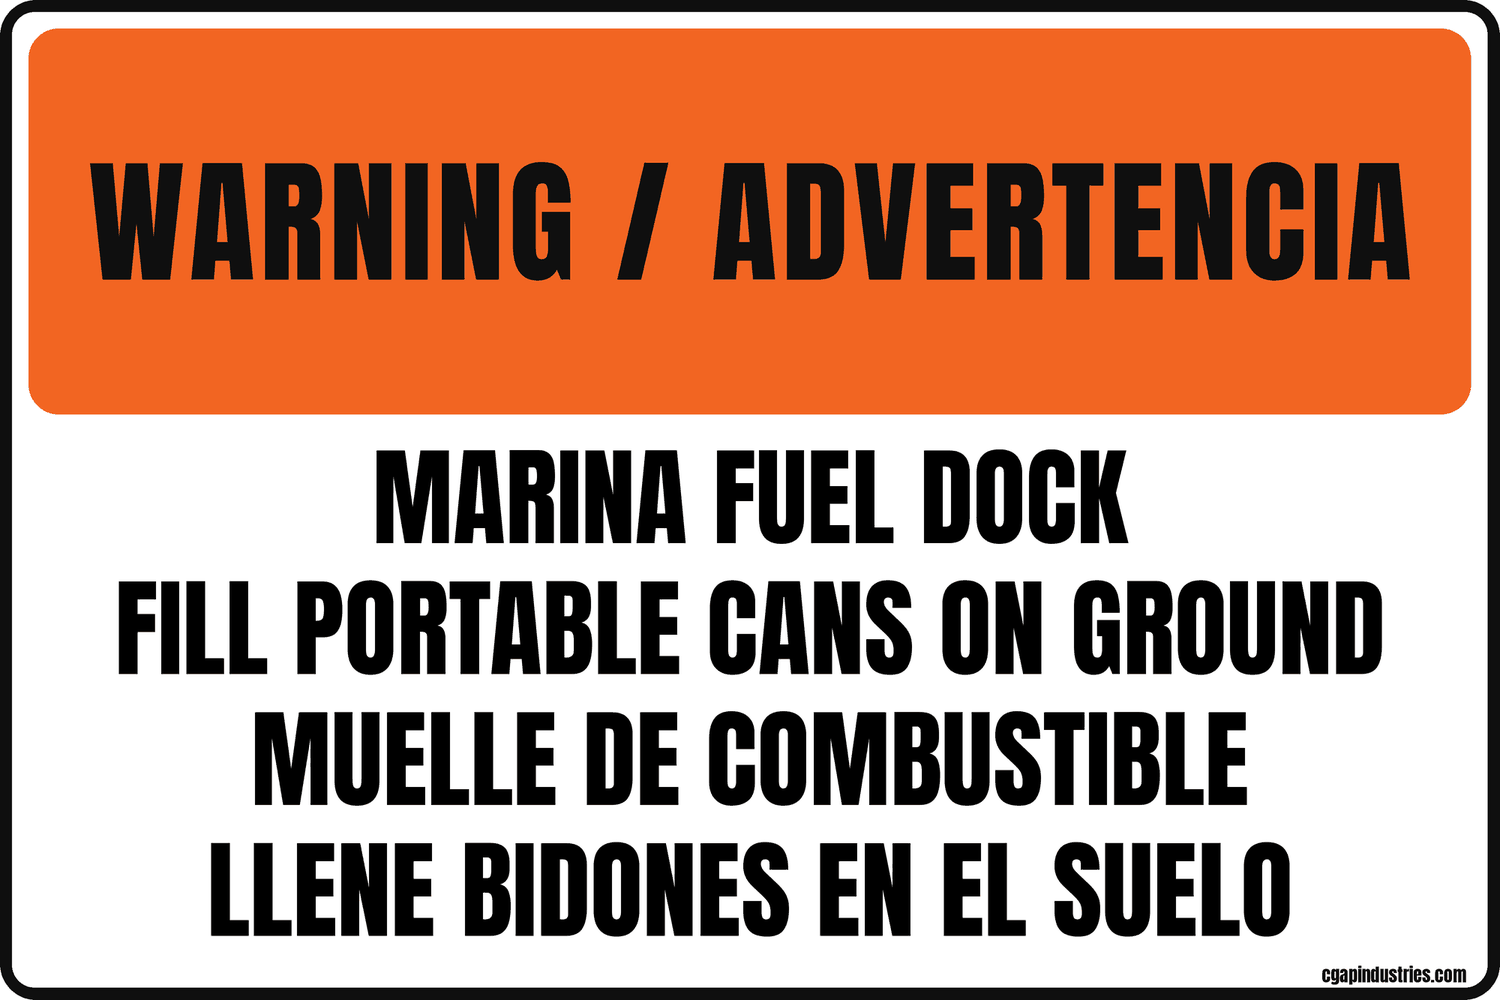 WARNING / ADVERTENCIA
MARINA FUEL DOCK
FILL PORTABLE CANS ON GROUND
MUELLE DE COMBUSTIBLE
LLENE BIDONES EN EL SUELO
cgapindustries.com